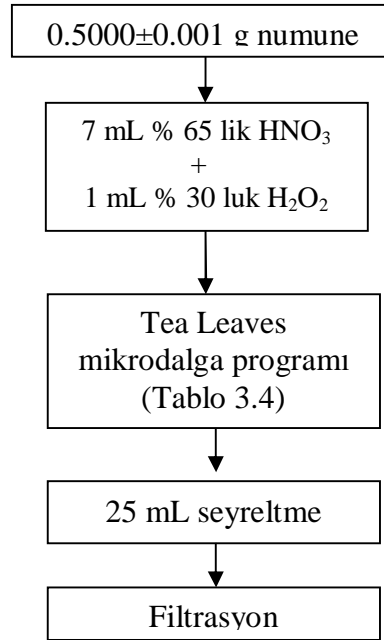 0.5000±0.001 g numune
7 mL % 65 lik HNO₃
+
1 mL % 30 luk H₂O₂
Tea Leaves
mikrodalga programı
(Tablo 3.4)
25 mL seyreltme
Filtrasyon